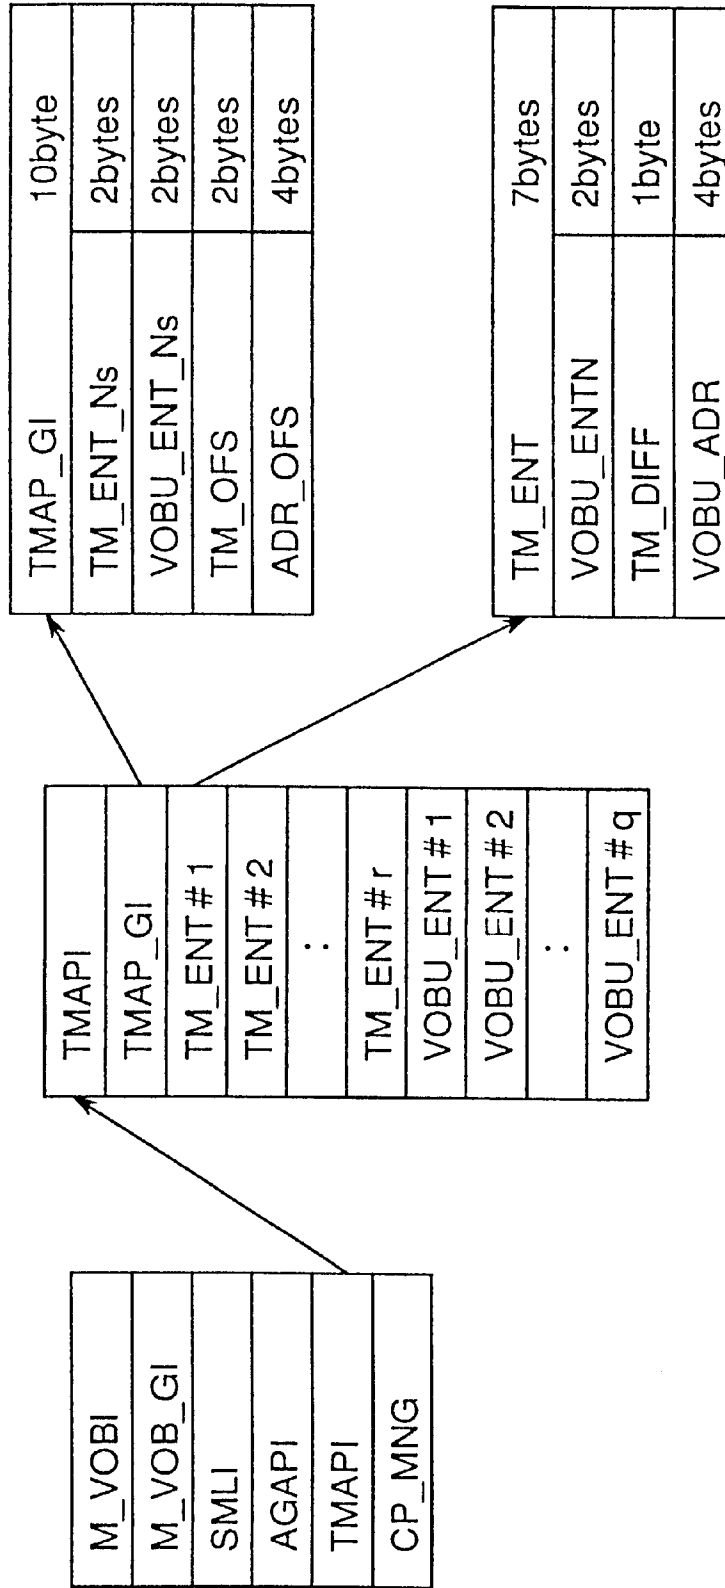 M_VOBI
M_VOB_GI
SMLI
AGAPI
TMAPI
CP_MNG
TMAPI
TMAP_GI
TM_ENT#1
TM_ENT#2
:
TM_ENT#r
VOBU_ENT#1
VOBU_ENT#2
:
VOBU_ENT#q
TMAP_GI 10byte
TM_ENT_Ns 2bytes
VOBU_ENT_Ns 2bytes
TM_OFS 2bytes
ADR_OFS 4bytes
TM_ENT 7bytes
VOBU_ENTN 2bytes
TM_DIFF 1byte
VOBU_ADR 4bytes